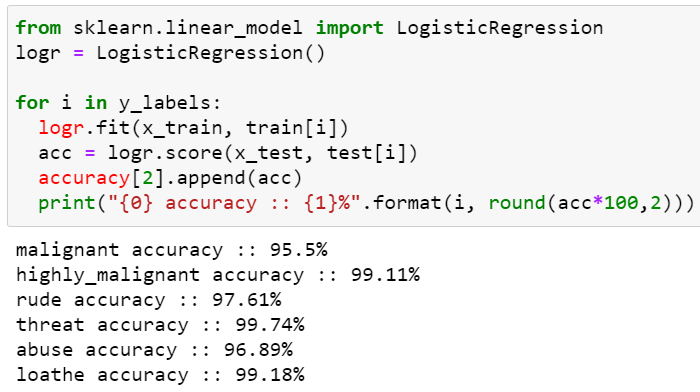 from sklearn.linear_model import LogisticRegression
logr = LogisticRegression()
for i in y_labels:
  logr.fit(x_train, train[i])
  acc = logr.score(x_test, test[i])
  accuracy[2].append(acc)
  print("{0} accuracy :: {1}%".format(i, round(acc*100,2)))
malignant accuracy :: 95.5%
highly_malignant accuracy :: 99.11%
rude accuracy :: 97.61%
threat accuracy :: 99.74%
abuse accuracy :: 96.89%
loathe accuracy :: 99.18%